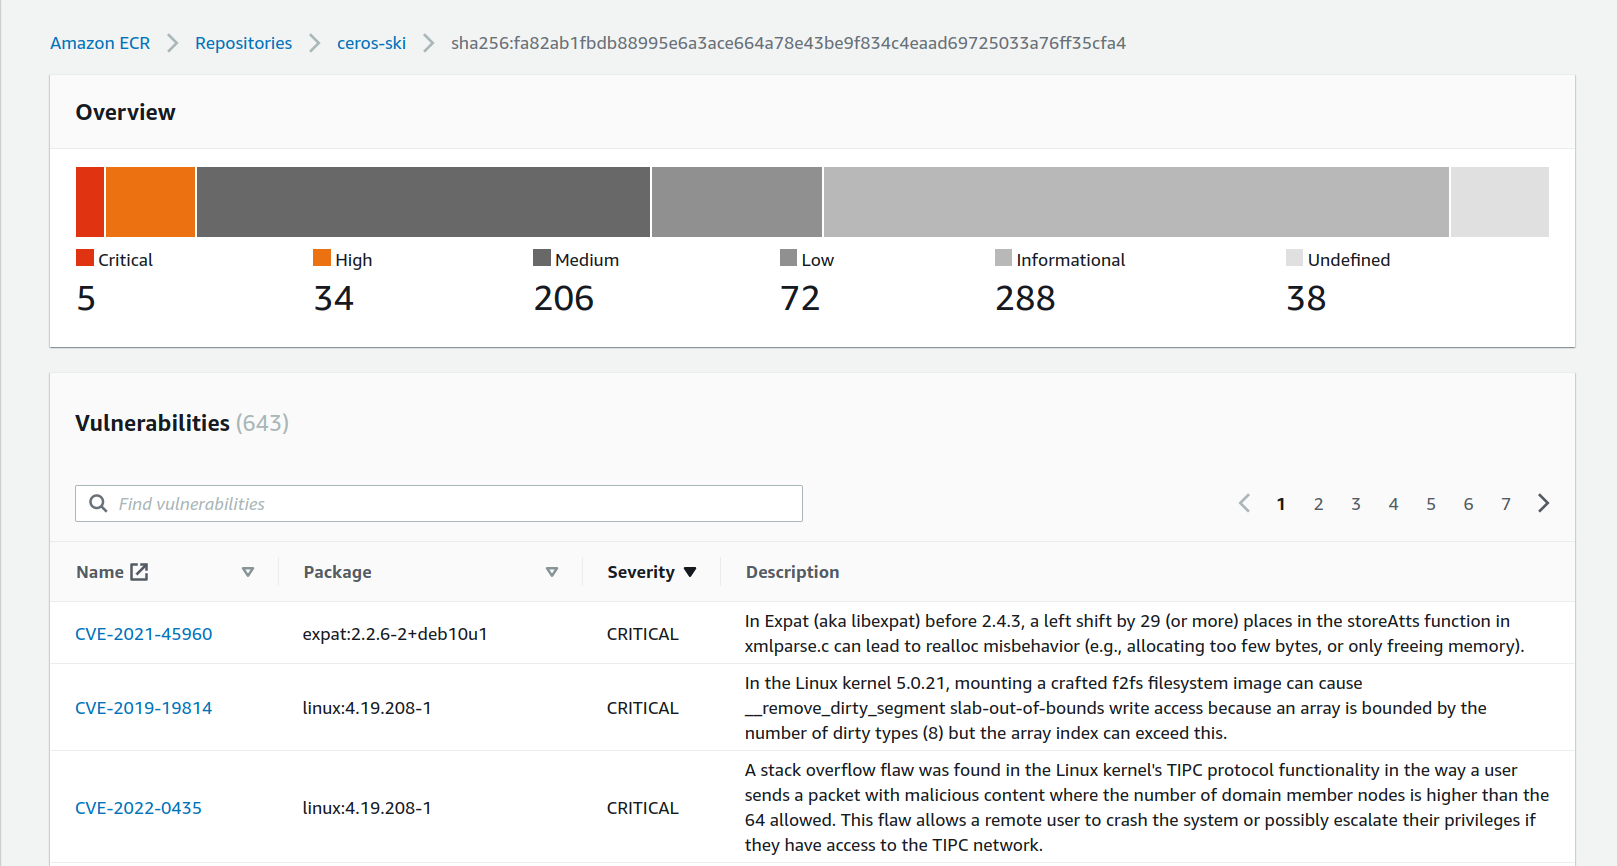 Amazon ECR Repositories ceros-ski sha256:fa82ab1fbdb88995e6a3ace664a78e43be9f834c4eaad69725033a76ff35cfa4
Overview
Critical High Medium Low Informational Undefined
5 34 206 72 288 38
Vulnerabilities (643)
Find vulnerabilities 1 2 3 4 5 6 7
Name Package Severity Description
In Expat (aka libexpat) before 2.4.3, a left shift by 29 (or more) places in the storeAtts function in
CVE-2021-45960 expat:2.2.6-2+deb10u1 CRITICAL
xmlparse.c can lead to realloc misbehavior (e.g., allocating too few bytes, or only freeing memory).
In the Linux kernel 5.0.21, mounting a crafted f2fs filesystem image can cause
CVE-2019-19814 linux:4.19.208-1 CRITICAL __remove_dirty_segment slab-out-of-bounds write access because an array is bounded by the
number of dirty types (8) but the array index can exceed this.
A stack overflow flaw was found in the Linux kernel's TIPC protocol functionality in the way a user
sends a packet with malicious content where the number of domain member nodes is higher than the
CVE-2022-0435 linux:4.19.208-1 CRITICAL
64 allowed. This flaw allows a remote user to crash the system or possibly escalate their privileges if
they have access to the TIPC network.